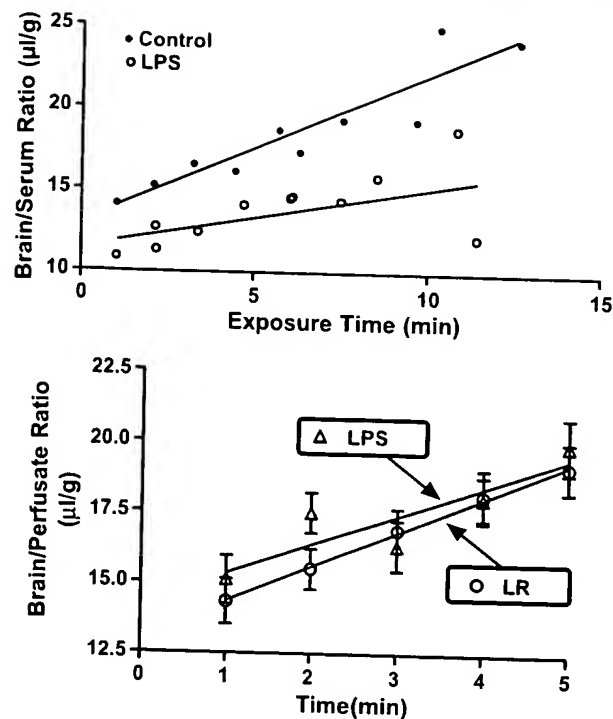 25
20
15
10
Brain/Serum Ratio (µl/g)
Control
LPS
0
5
10
15
Exposure Time (min)
22.5
20.0
17.5
15.0
12.5
Brain/Perfusate Ratio
(µl/g)
LPS
LR
0
1
2
3
4
5
Time(min)